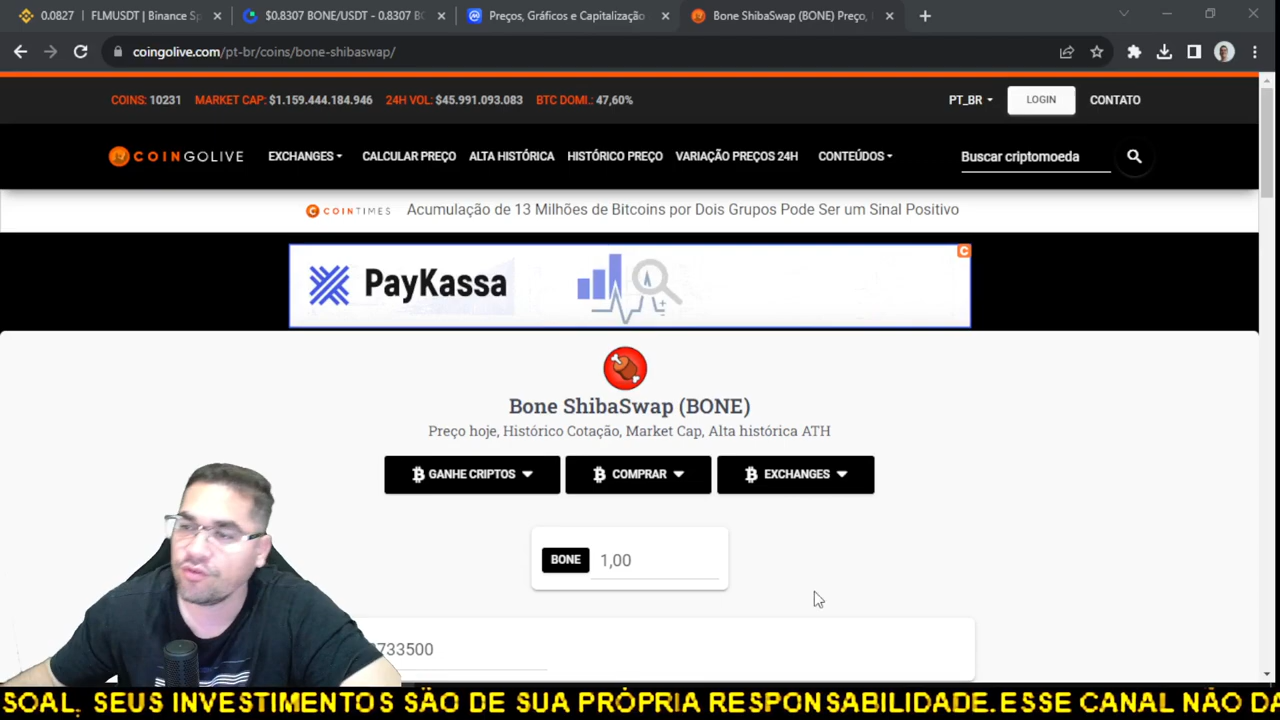 0.0827 | FLMUSDT | Binance Sp
$0.8307 BONE/USDT - 0.8307 B
Preços, Gráficos e Capitalização
Bone ShibaSwap (BONE) Preço,
coingolive.com/pt-br/coins/bone-shibaswap/
COINS: 10231 MARKET CAP: $1.159.444.184.946 24H VOL: $45.991.093.083 BTC DOMI.: 47,60%
PT_BR LOGIN CONTATO
COINGOLIVE EXCHANGES CALCULAR PREÇO ALTA HISTÓRICA HISTÓRICO PREÇO VARIAÇÃO PREÇOS 24H CONTEÚDOS Buscar criptomoeda
COINTIMES Acumulação de 13 Milhões de Bitcoins por Dois Grupos Pode Ser um Sinal Positivo
PayKassa
Bone ShibaSwap (BONE)
Preço hoje, Histórico Cotação, Market Cap, Alta histórica ATH
GANHE CRIPTOS COMPRAR EXCHANGES
BONE 1,00
733500
SOAL, SEUS INVESTIMENTOS SÃO DE SUA PRÓPRIA RESPONSABILIDADE.ESSE CANAL NÃO DA